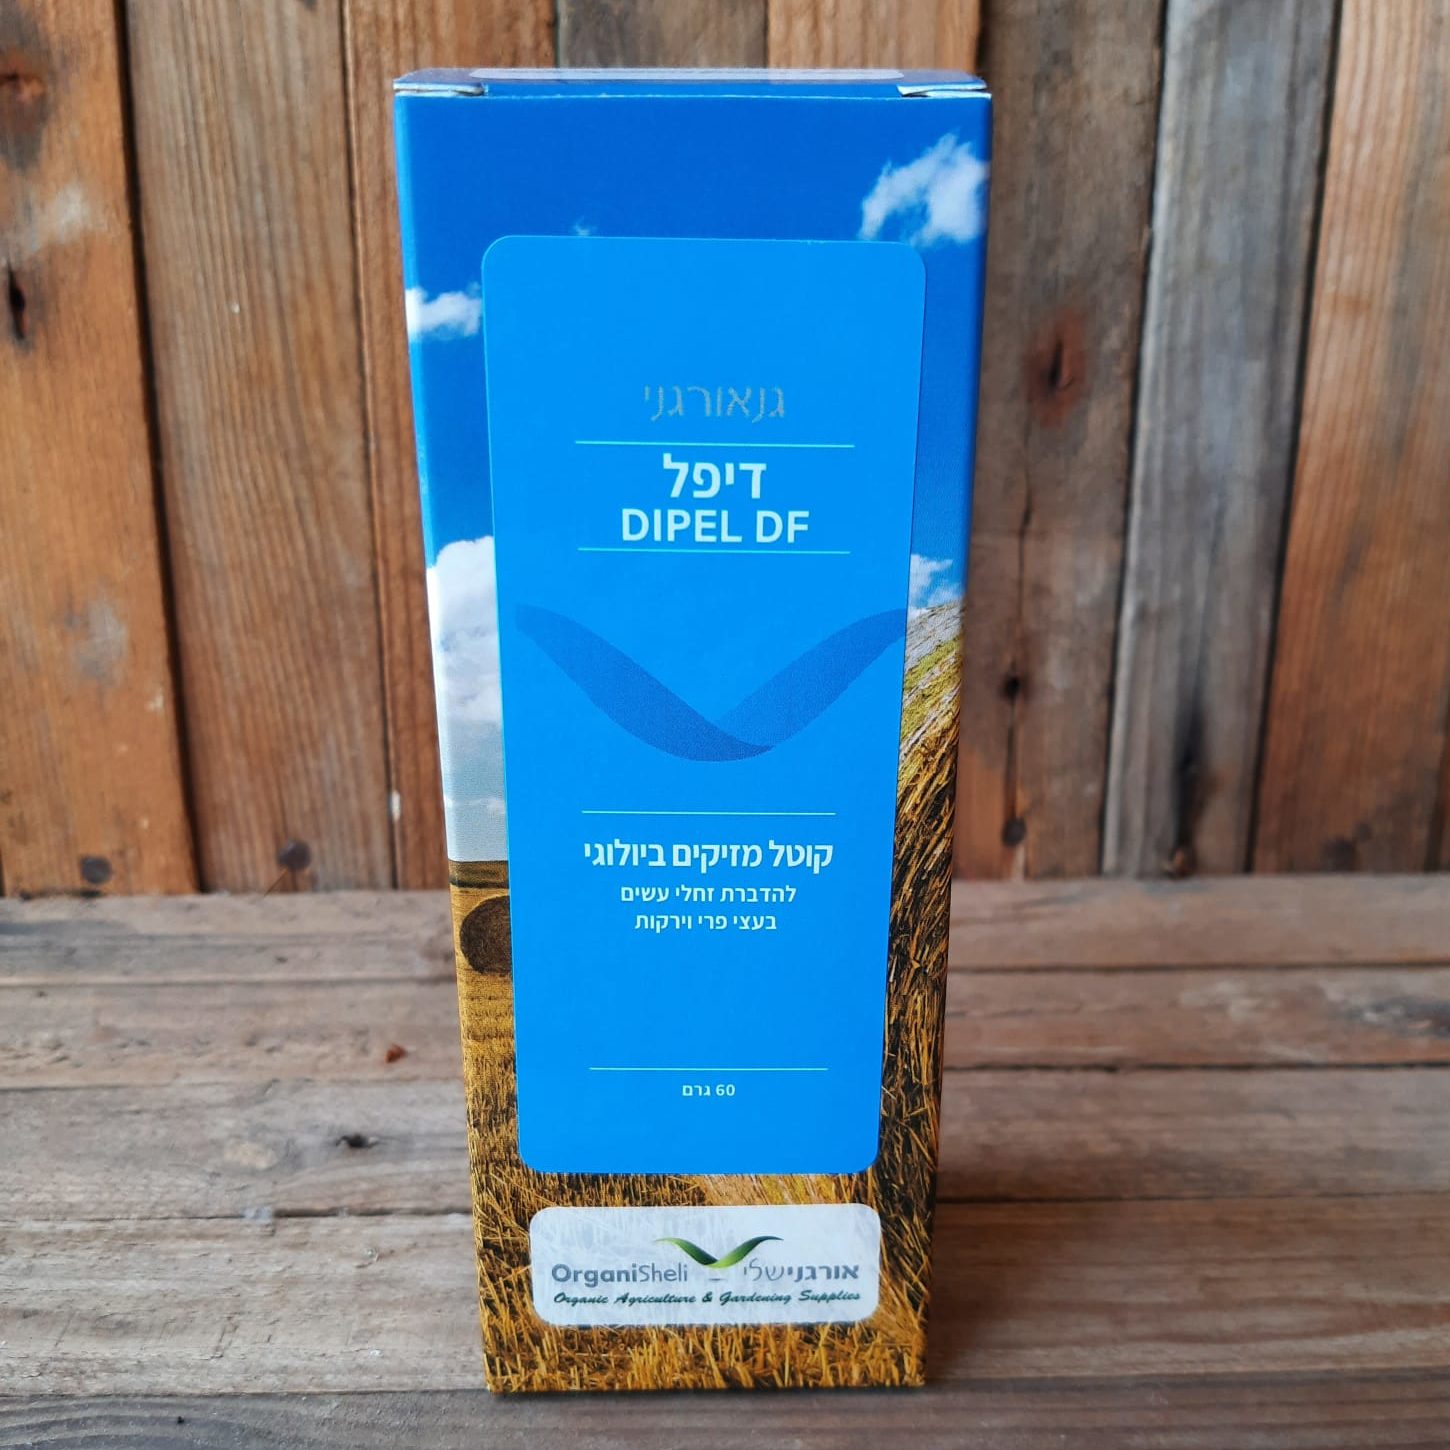 גנאורגני
דיפל
DIPEL DF
קוטל מזיקים ביולוגי
להדברת זחלי עשים
בעצי פרי וירקות
60 גרם
OrganiSheli אורגנישלי
Organic Agriculture & Gardening Supplies